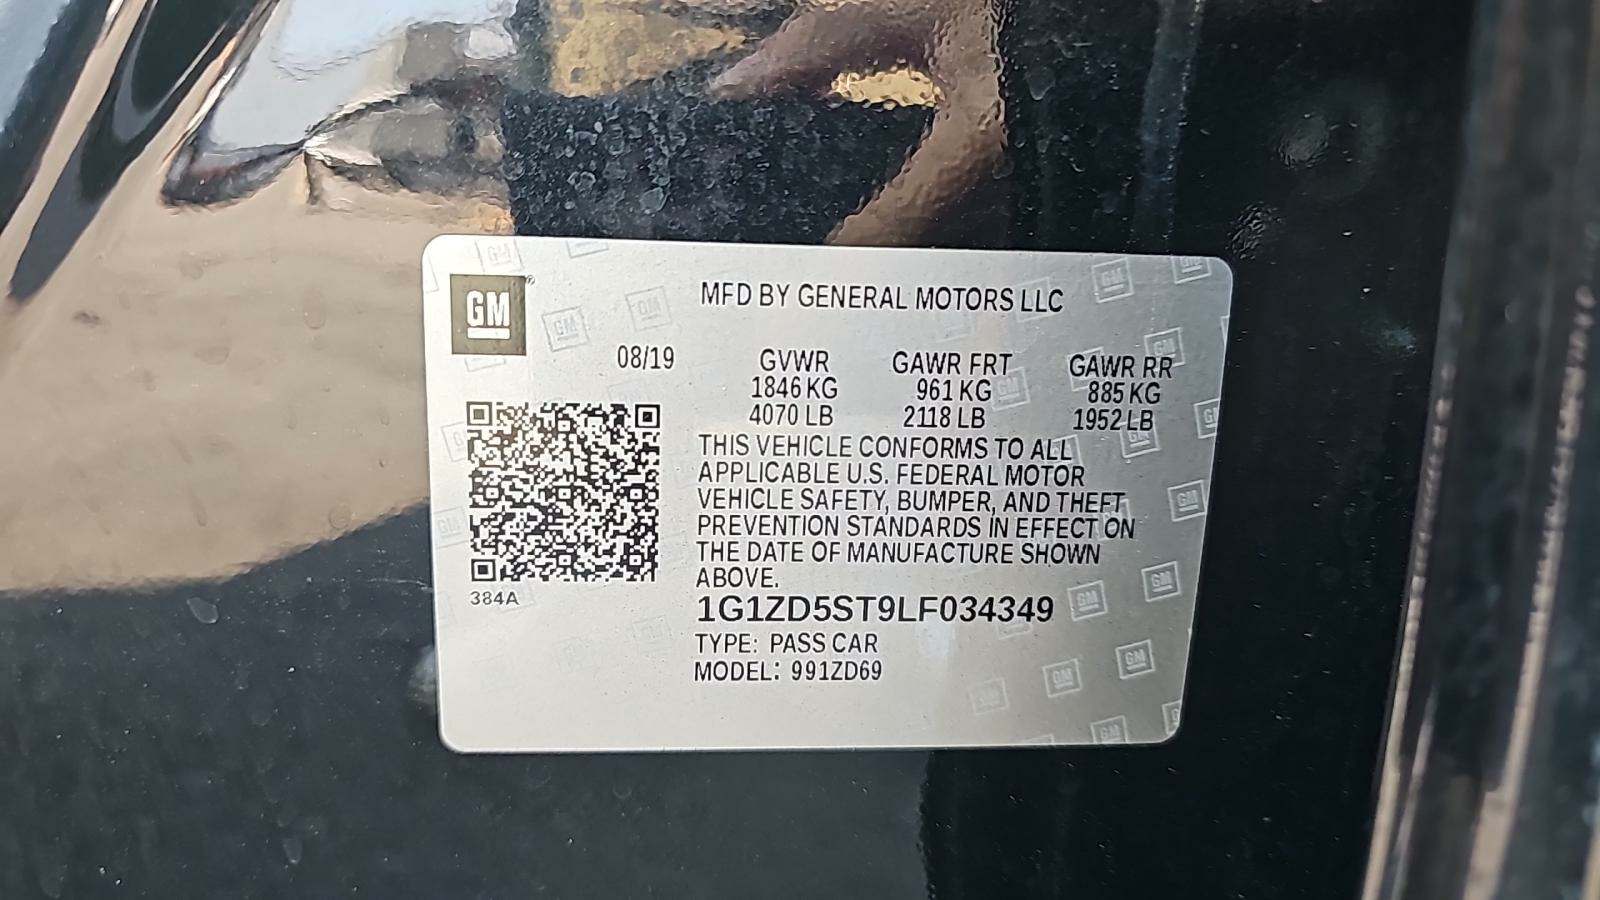 GM
MFD BY GENERAL MOTORS LLC
08/19 GVWR GAWR FRT GAWR RR
1846 KG 961 KG 885 KG
4070 LB 2118 LB 1952 LB
THIS VEHICLE CONFORMS TO ALL
APPLICABLE U.S. FEDERAL MOTOR
VEHICLE SAFETY, BUMPER, AND THEFT
PREVENTION STANDARDS IN EFFECT ON
THE DATE OF MANUFACTURE SHOWN
ABOVE.
384A
1G1ZD5ST9LF034349
TYPE: PASS CAR
MODEL: 991ZD69